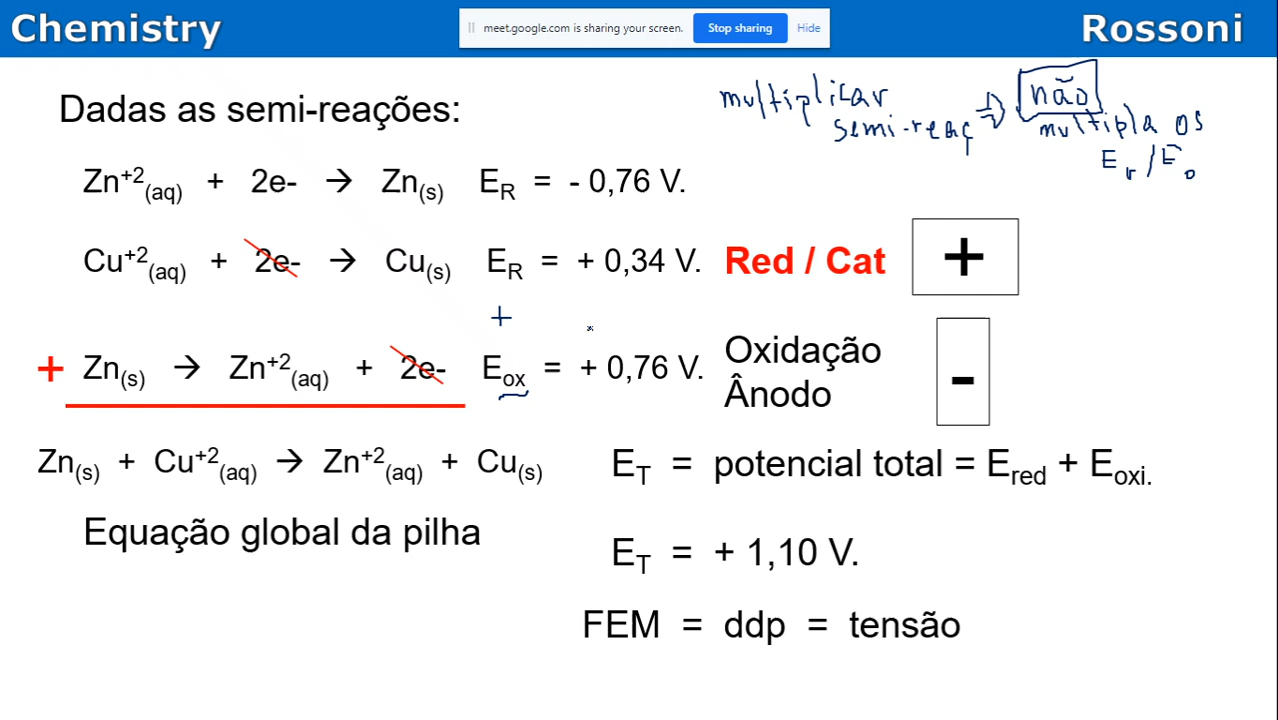 Chemistry
meet.google.com is sharing your screen. Stop sharing Hide
Rossoni
multiplicar
semi-reaç ⇒ não
multipla os
Er / Eo
Dadas as semi-reações:
Zn+2(aq) + 2e- → Zn(s) ER = - 0,76 V.
Cu+2(aq) + 2e- → Cu(s) ER = + 0,34 V. Red / Cat +
+
+ Zn(s) → Zn+2(aq) + 2e- Eox = + 0,76 V. Oxidação
Ânodo -
Zn(s) + Cu+2(aq) → Zn+2(aq) + Cu(s) ET = potencial total = Ered + Eoxi.
Equação global da pilha
ET = + 1,10 V.
FEM = ddp = tensão